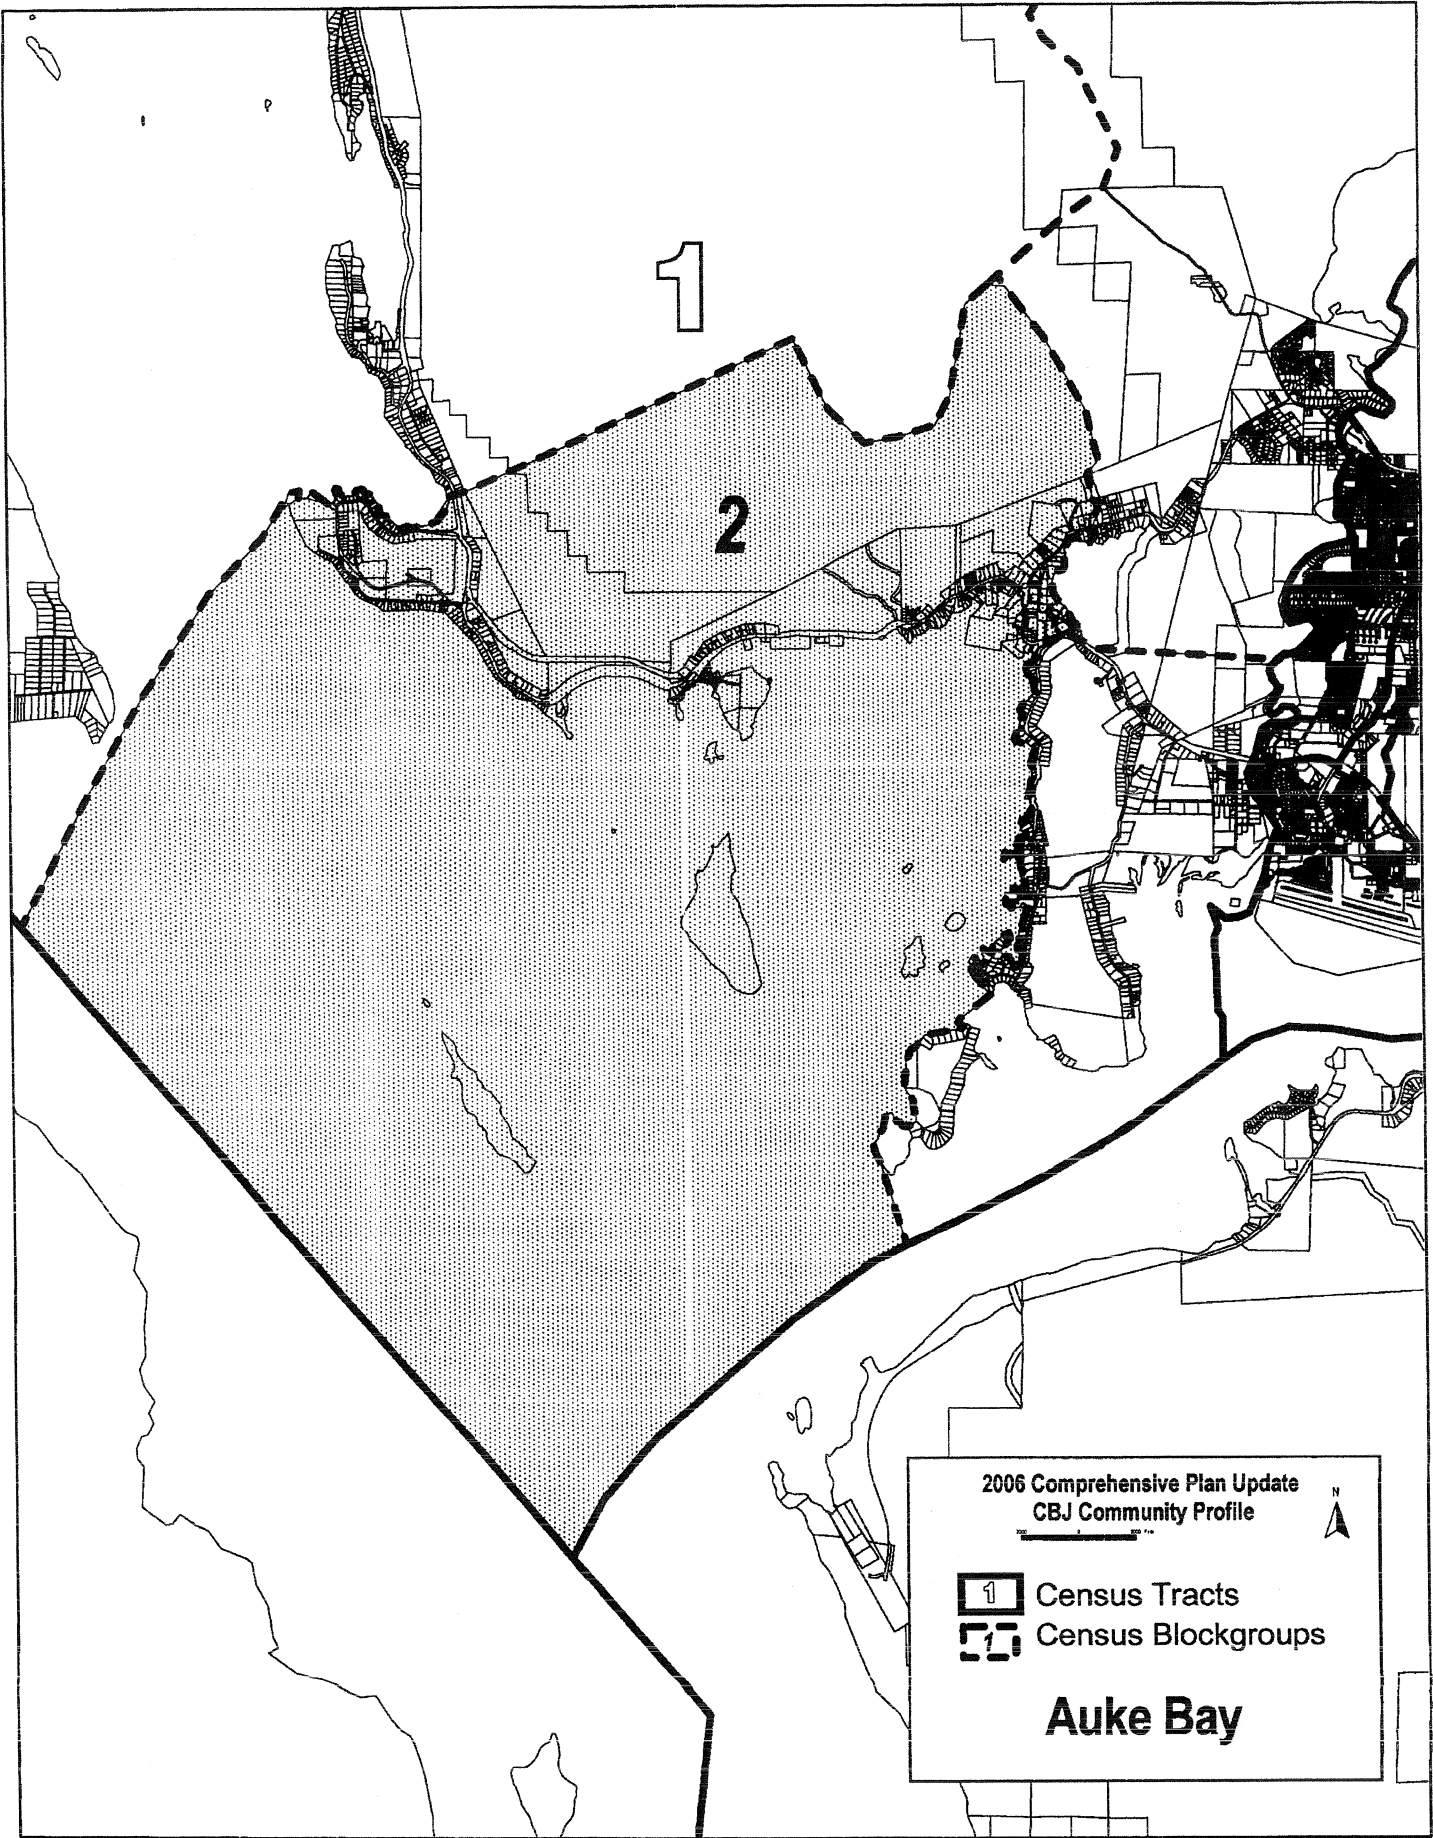 1
2
2006 Comprehensive Plan Update
CBJ Community Profile
N
1 Census Tracts
1 Census Blockgroups
Auke Bay